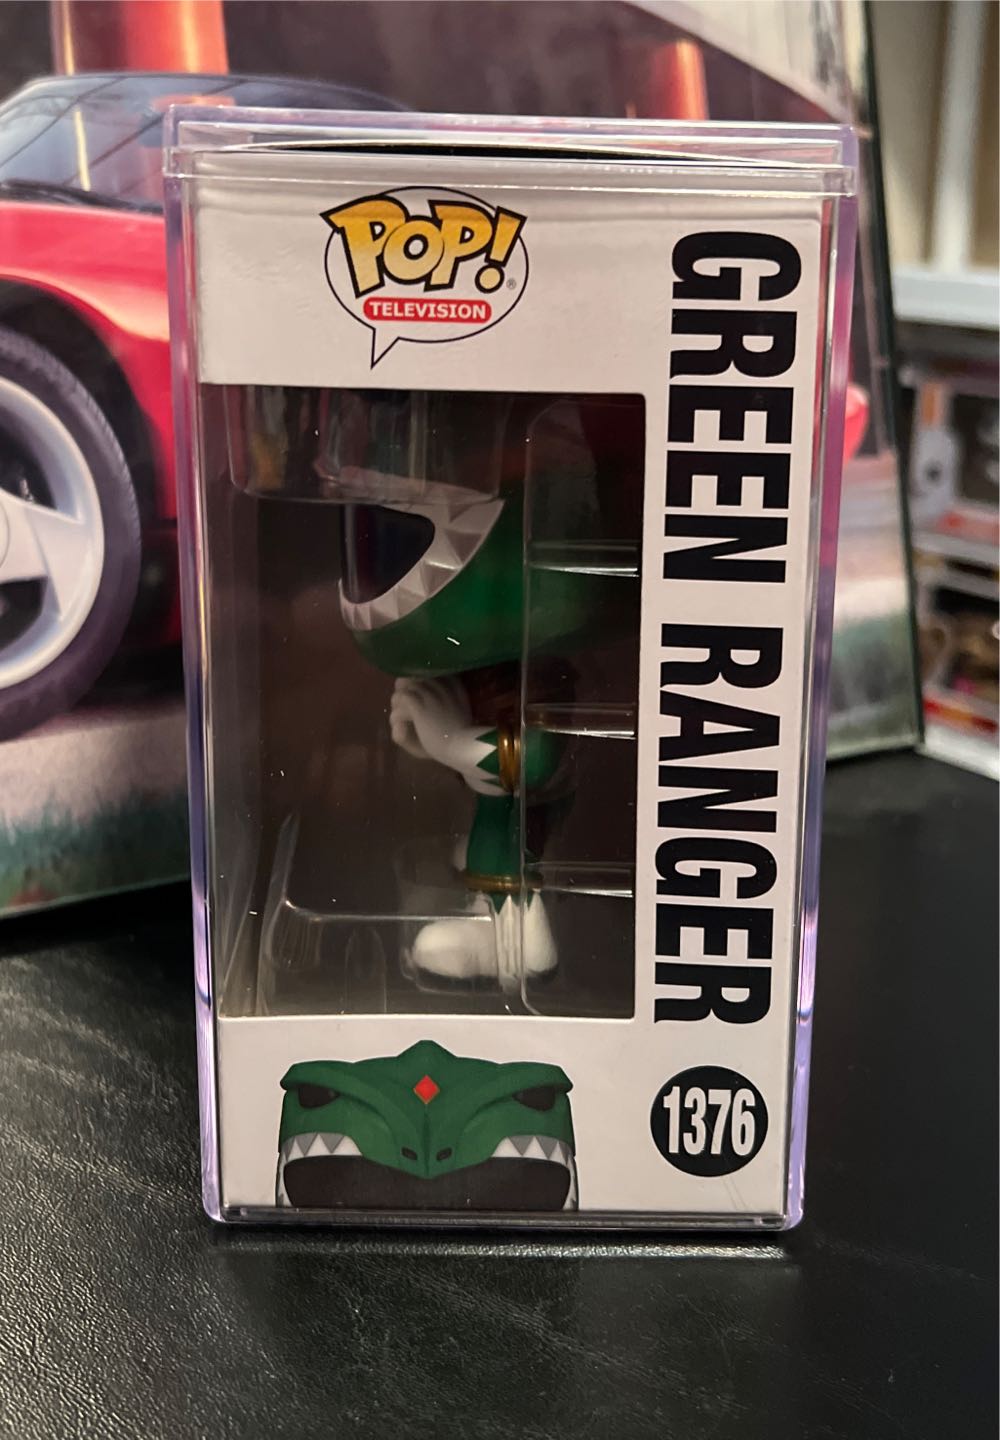 POP!
TELEVISION
GREEN RANGER
1376